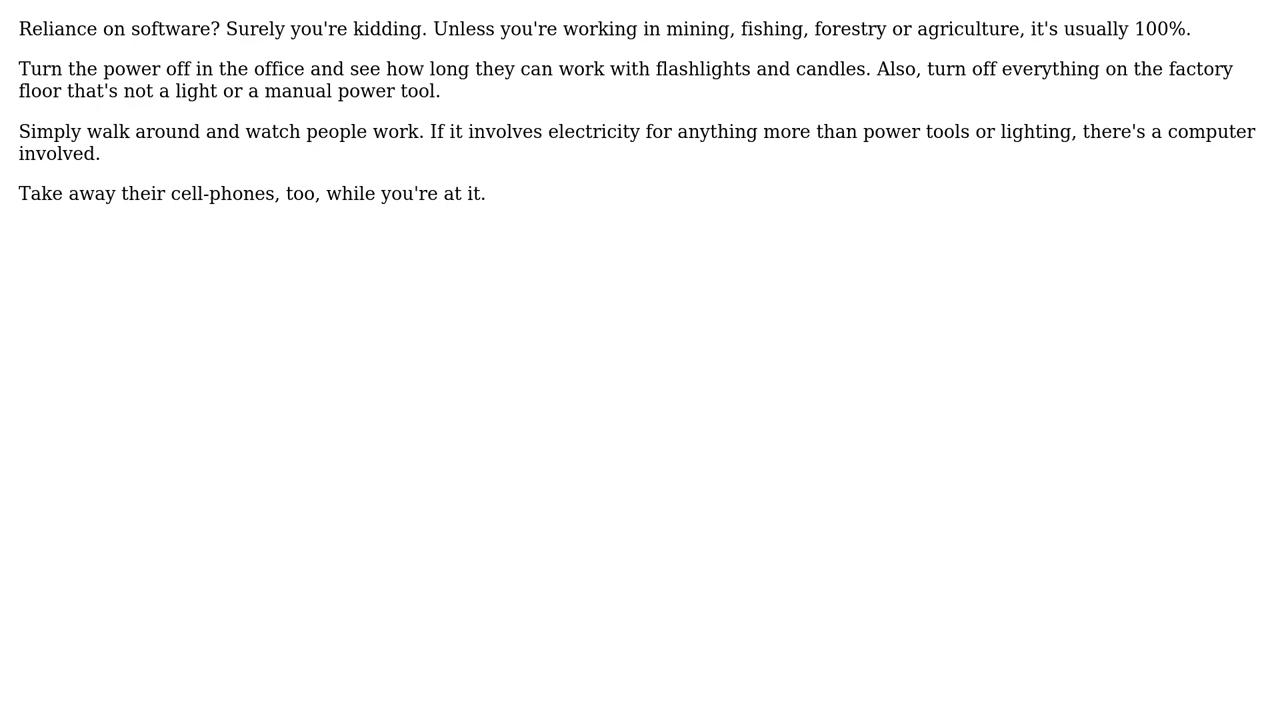 Reliance on software? Surely you're kidding. Unless you're working in mining, fishing, forestry or agriculture, it's usually 100%.
Turn the power off in the office and see how long they can work with flashlights and candles. Also, turn off everything on the factory
floor that's not a light or a manual power tool.
Simply walk around and watch people work. If it involves electricity for anything more than power tools or lighting, there's a computer
involved.
Take away their cell-phones, too, while you're at it.